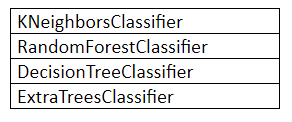 KNeighborsClassifier
RandomForestClassifier
DecisionTreeClassifier
ExtraTreesClassifier